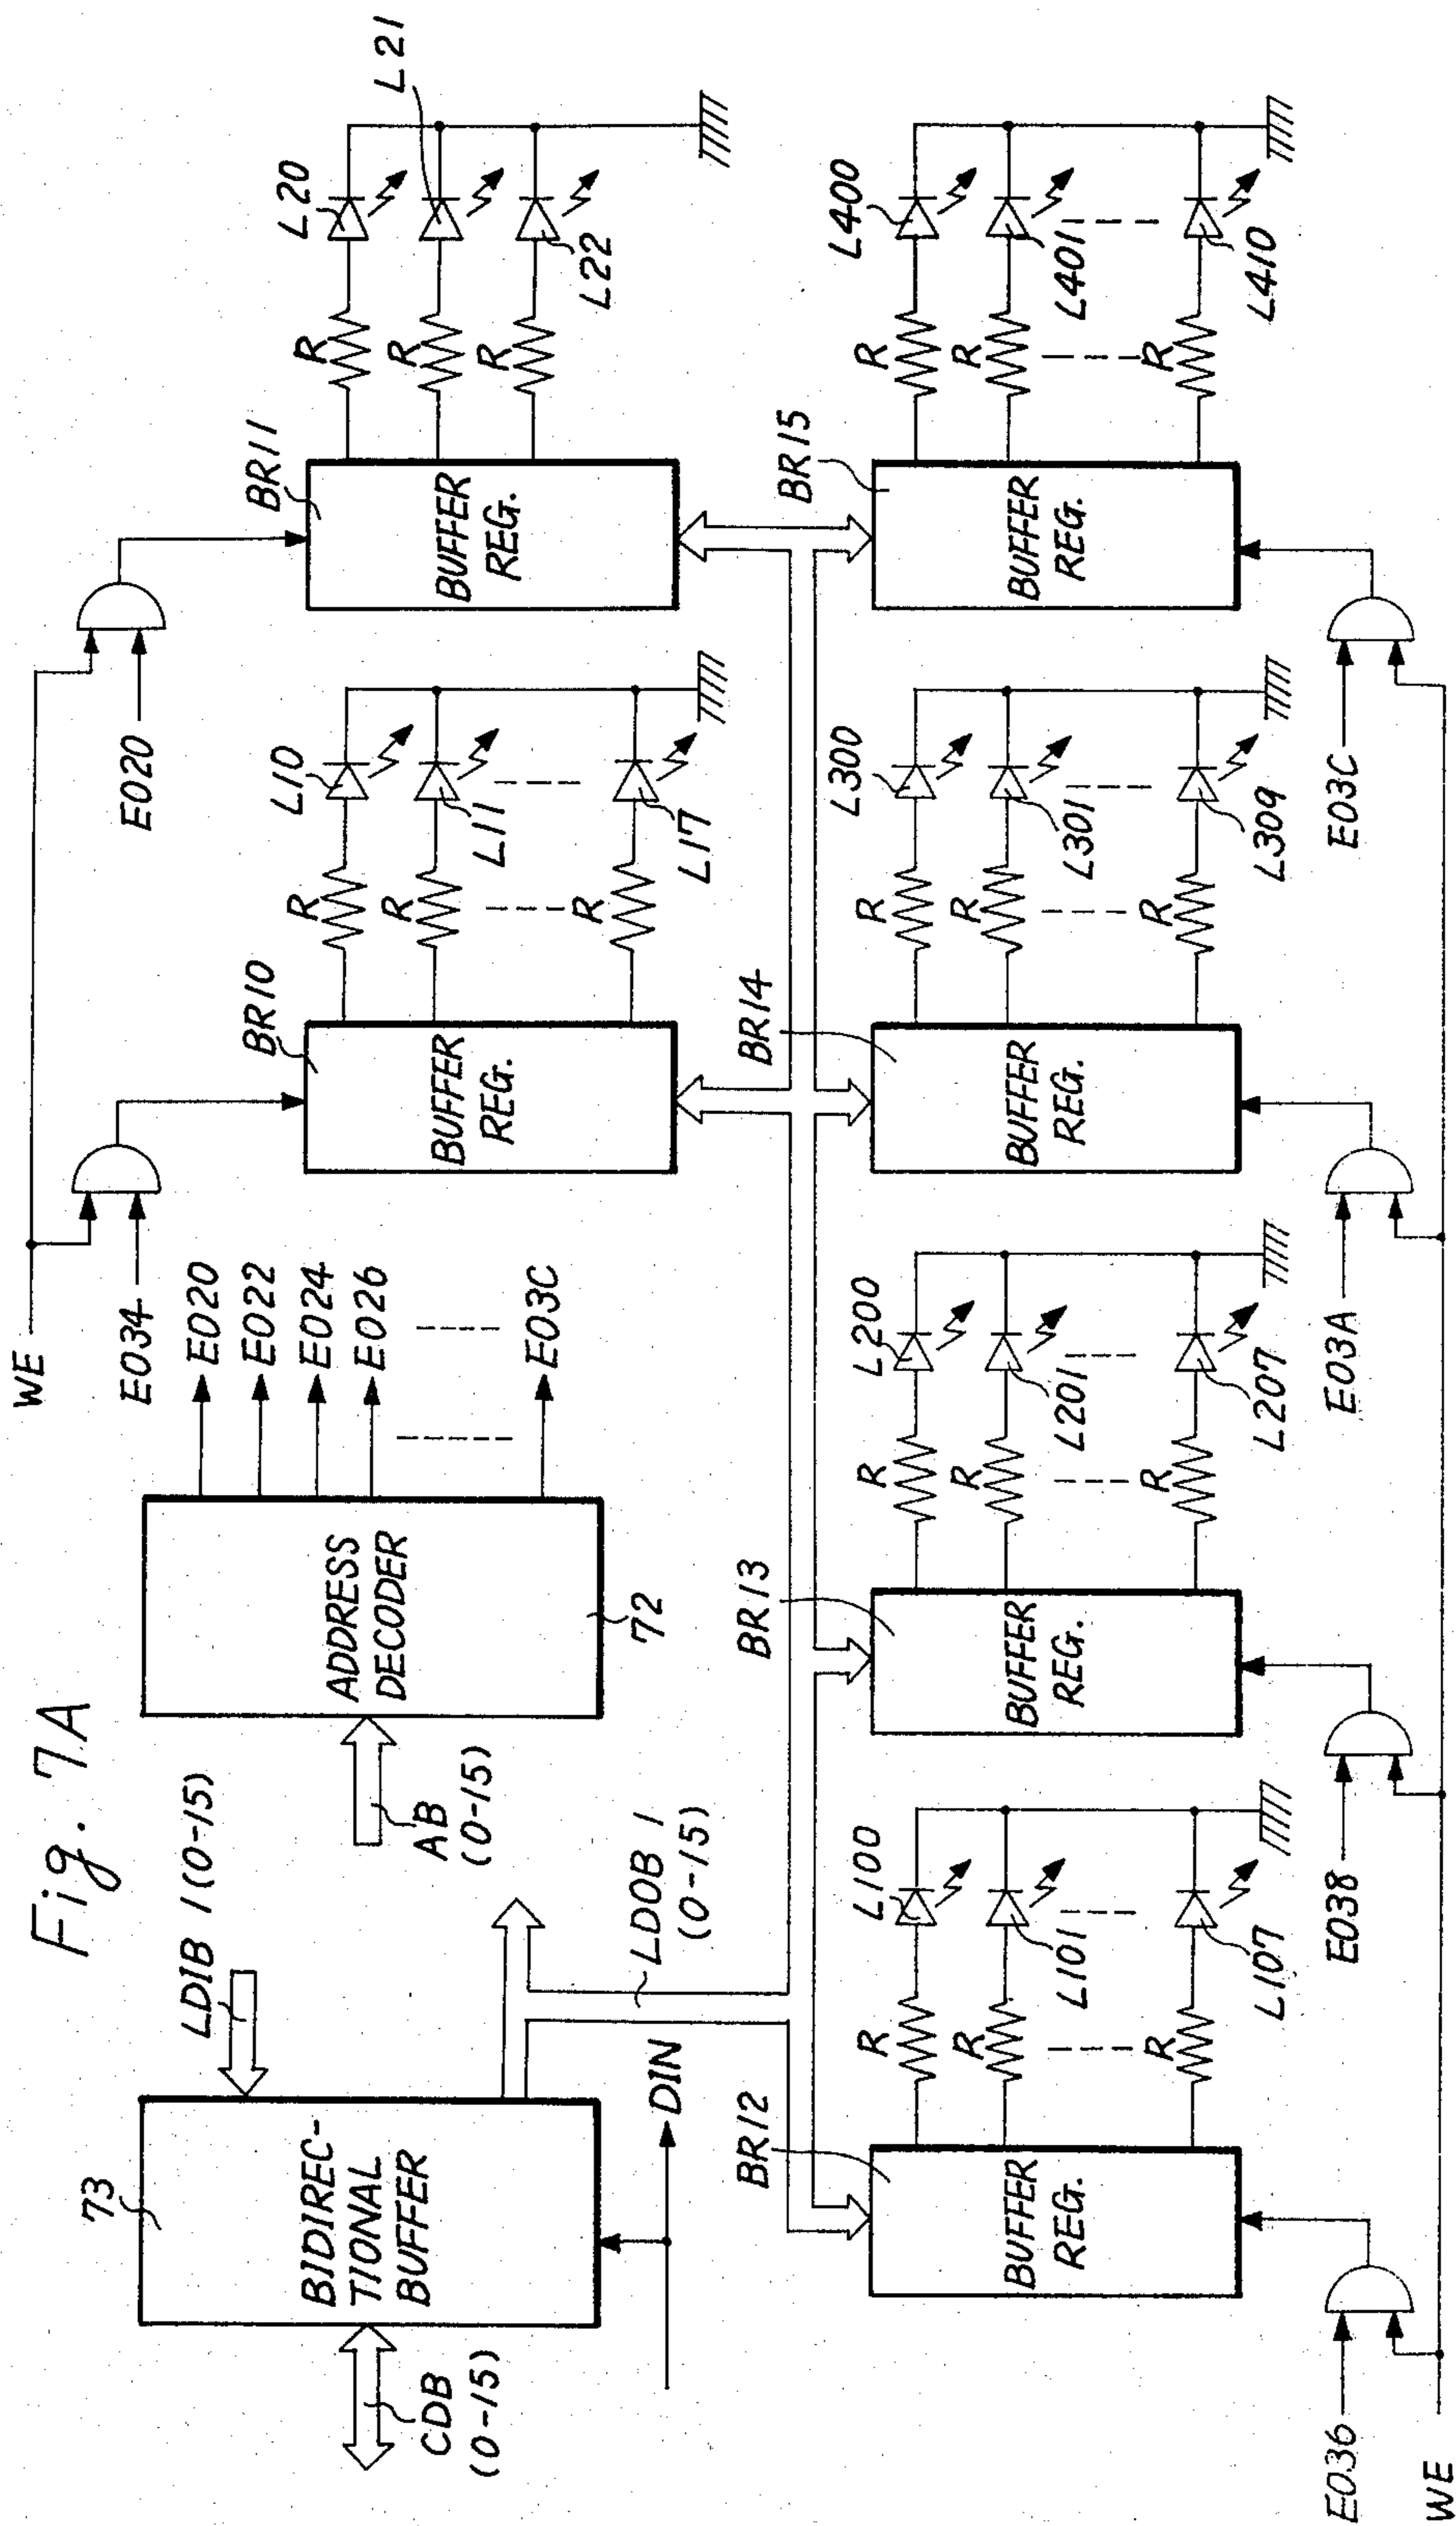 Fig. 7A
73
BIDIREC-
TIONAL
BUFFER
CDB
(0-15)
LDIB 1 (0-15)
LDOB 1
(0-15)
DIN
ADDRESS
DECODER
72
AB
(0-15)
E020
E022
E024
E026
E03C
WE
E034
BR10
BUFFER
REG.
R
R
R
L10
L11
L17
E020
BR11
BUFFER
REG.
R
R
R
L20
L21
L22
BR12
BUFFER
REG.
R
R
R
L100
L101
L107
BR13
BUFFER
REG.
R
R
R
L200
L201
L207
BR14
BUFFER
REG.
R
R
R
L300
L301
L309
BR15
BUFFER
REG.
R
R
R
L400
L401
L410
E036
E038
E03A
E03C
WE